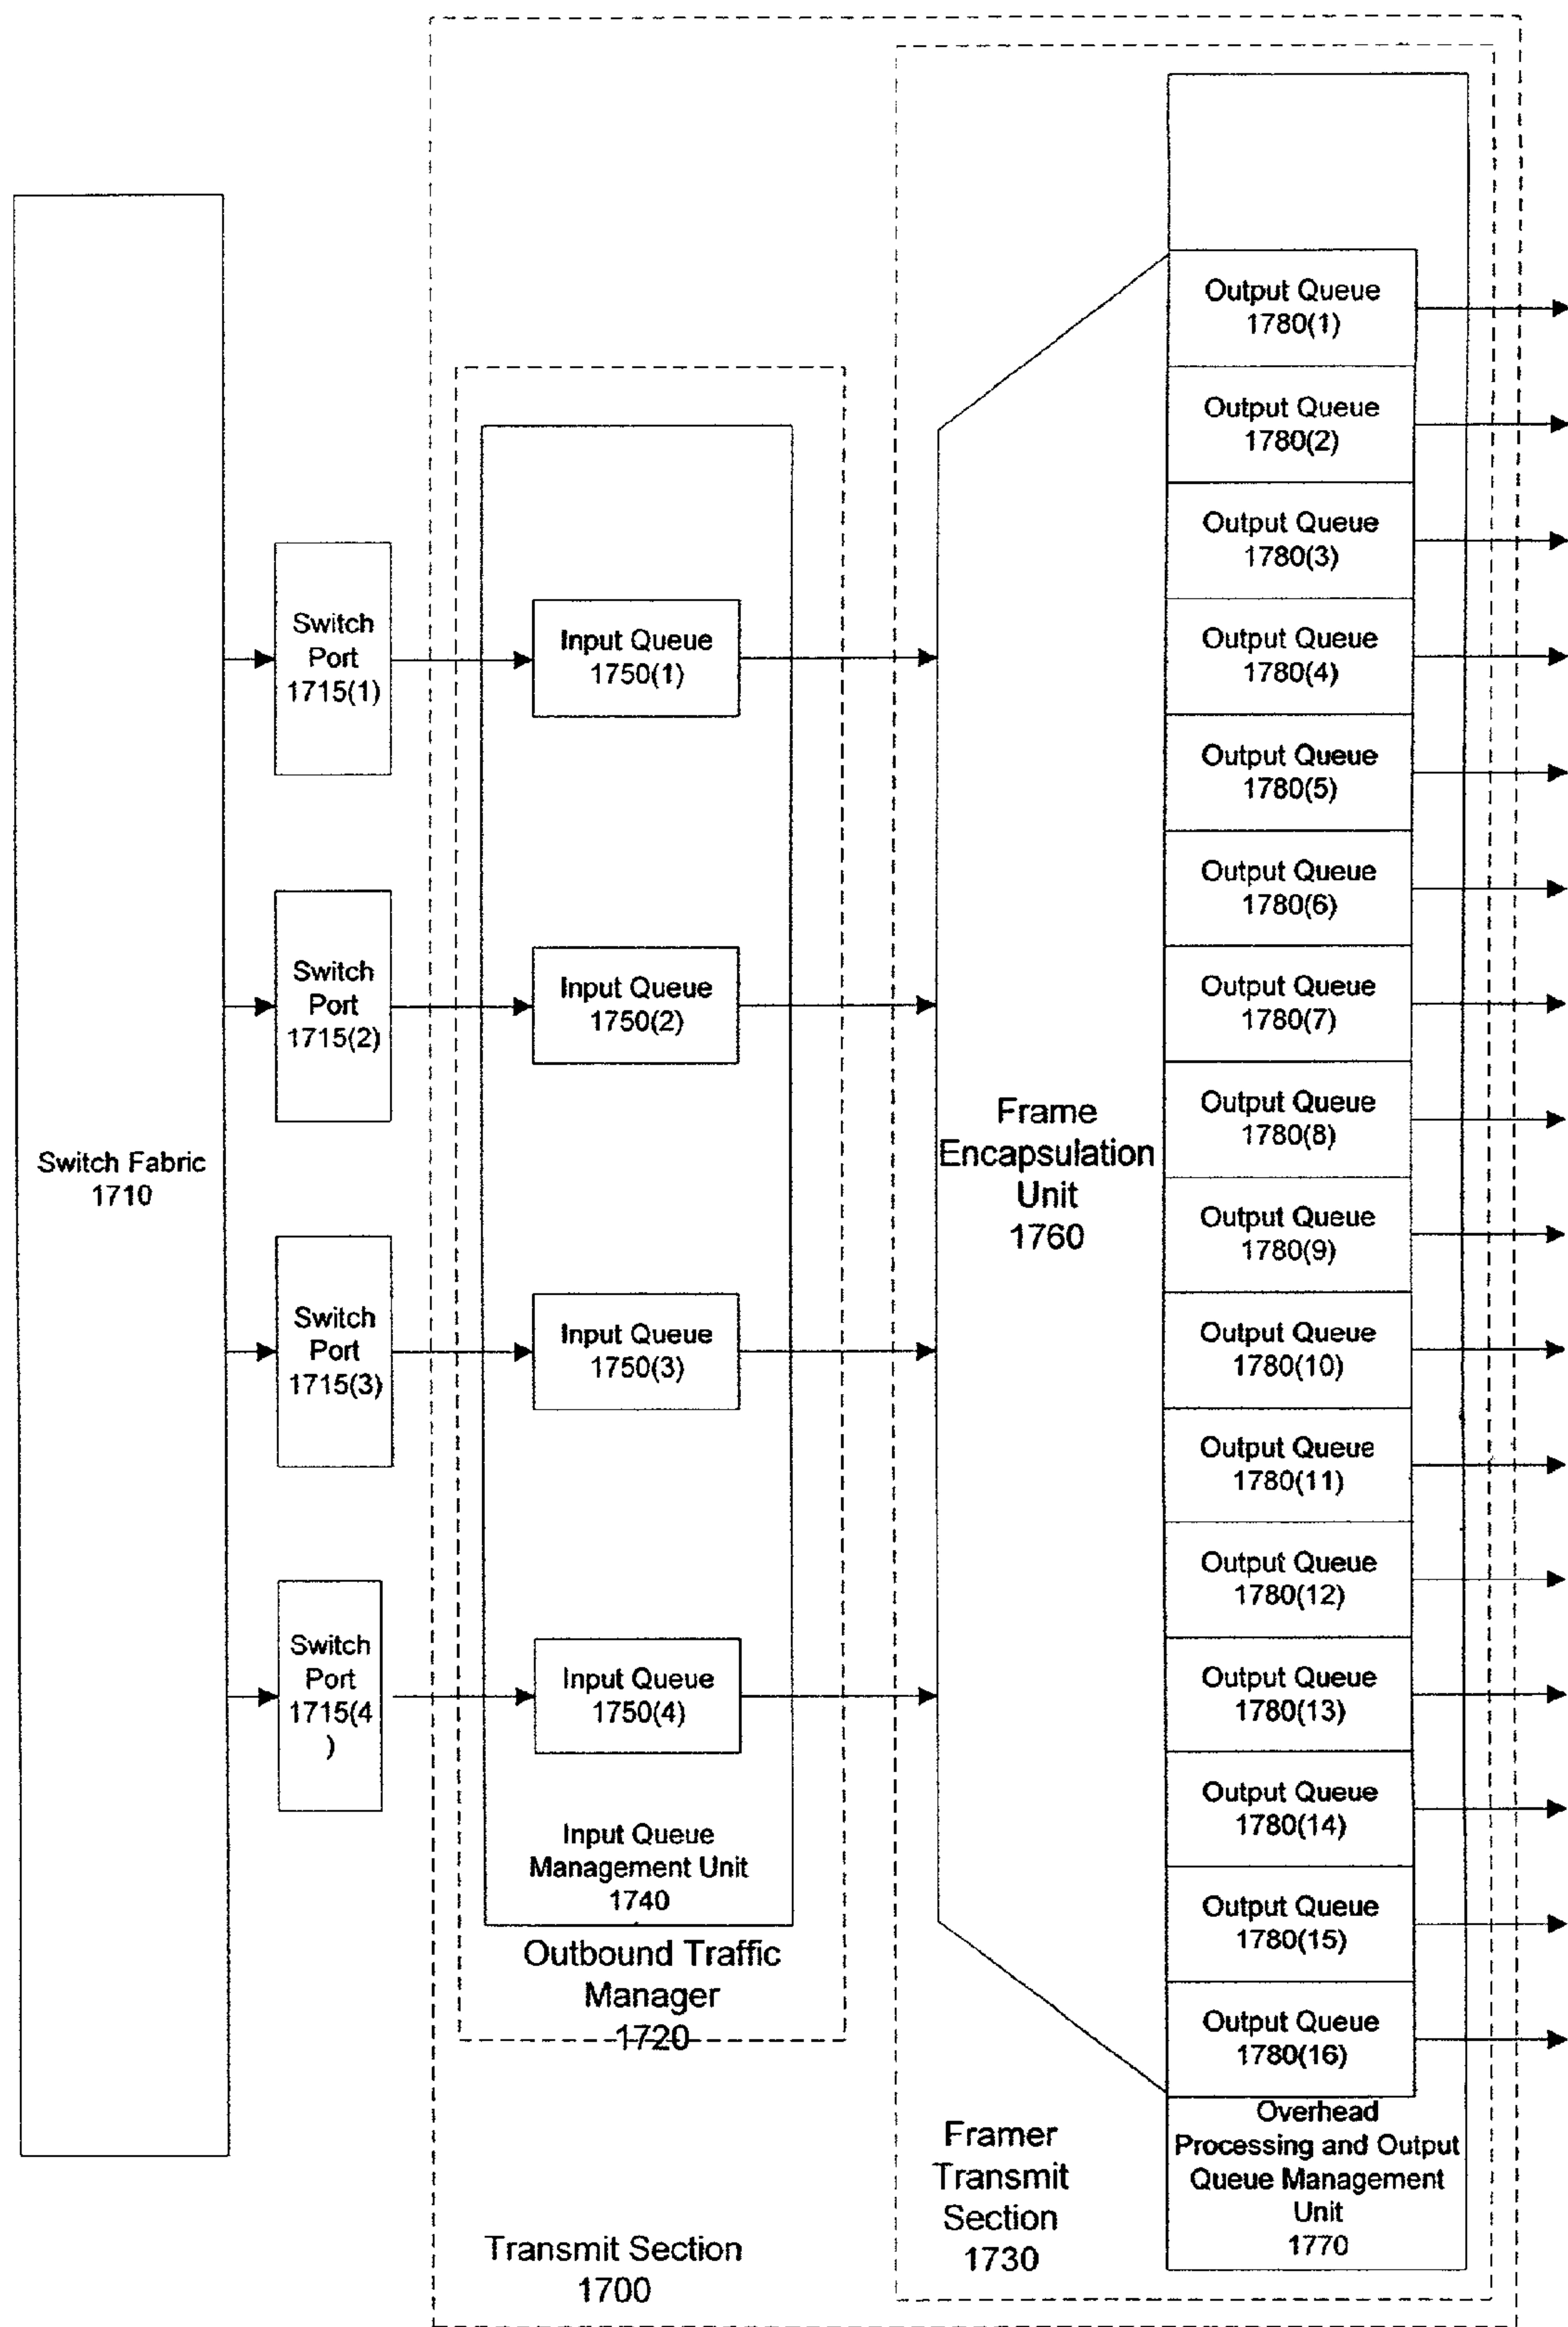 Switch Fabric
1710
Switch
Port
1715(1)
Switch
Port
1715(2)
Switch
Port
1715(3)
Switch
Port
1715(4
)
Input Queue
1750(1)
Input Queue
1750(2)
Input Queue
1750(3)
Input Queue
1750(4)
Input Queue
Management Unit
1740
Outbound Traffic
Manager
1720
Transmit Section
1700
Frame
Encapsulation
Unit
1760
Framer
Transmit
Section
1730
Output Queue
1780(1)
Output Queue
1780(2)
Output Queue
1780(3)
Output Queue
1780(4)
Output Queue
1780(5)
Output Queue
1780(6)
Output Queue
1780(7)
Output Queue
1780(8)
Output Queue
1780(9)
Output Queue
1780(10)
Output Queue
1780(11)
Output Queue
1780(12)
Output Queue
1780(13)
Output Queue
1780(14)
Output Queue
1780(15)
Output Queue
1780(16)
Overhead
Processing and Output
Queue Management
Unit
1770